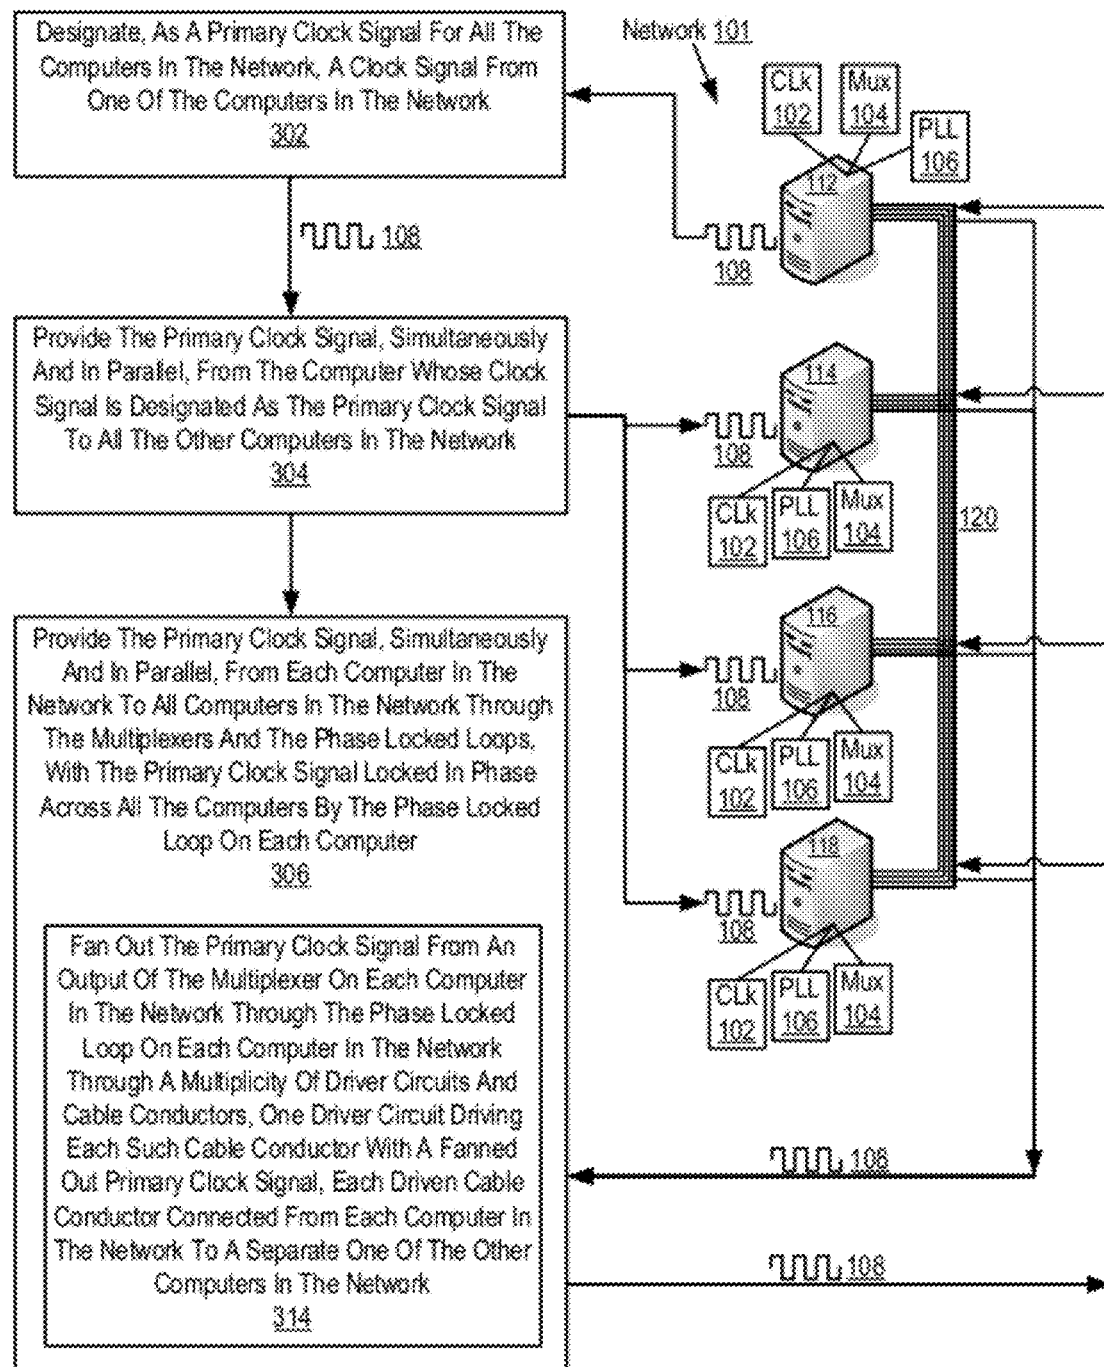 Designate, As A Primary Clock Signal For All The
Computers In The Network, A Clock Signal From
One Of The Computers In The Network
302
108
Provide The Primary Clock Signal, Simultaneously
And In Parallel, From The Computer Whose Clock
Signal Is Designated As The Primary Clock Signal
To All The Other Computers In The Network
304
Provide The Primary Clock Signal, Simultaneously
And In Parallel, From Each Computer In The
Network To All Computers In The Network Through
The Multiplexers And The Phase Locked Loops,
With The Primary Clock Signal Locked In Phase
Across All The Computers By The Phase Locked
Loop On Each Computer
306
Fan Out The Primary Clock Signal From An
Output Of The Multiplexer On Each Computer
In The Network Through The Phase Locked
Loop On Each Computer In The Network
Through A Multiplicity Of Driver Circuits And
Cable Conductors, One Driver Circuit Driving
Each Such Cable Conductor With A Fanned
Out Primary Clock Signal, Each Driven Cable
Conductor Connected From Each Computer In
The Network To A Separate One Of The Other
Computers In The Network
314
Network 101
CLk
102
Mux
104
PLL
106
112
108
114
108
CLk
102
PLL
106
Mux
104
120
116
108
CLk
102
PLL
106
Mux
104
118
108
CLk
102
PLL
106
Mux
104
108
108